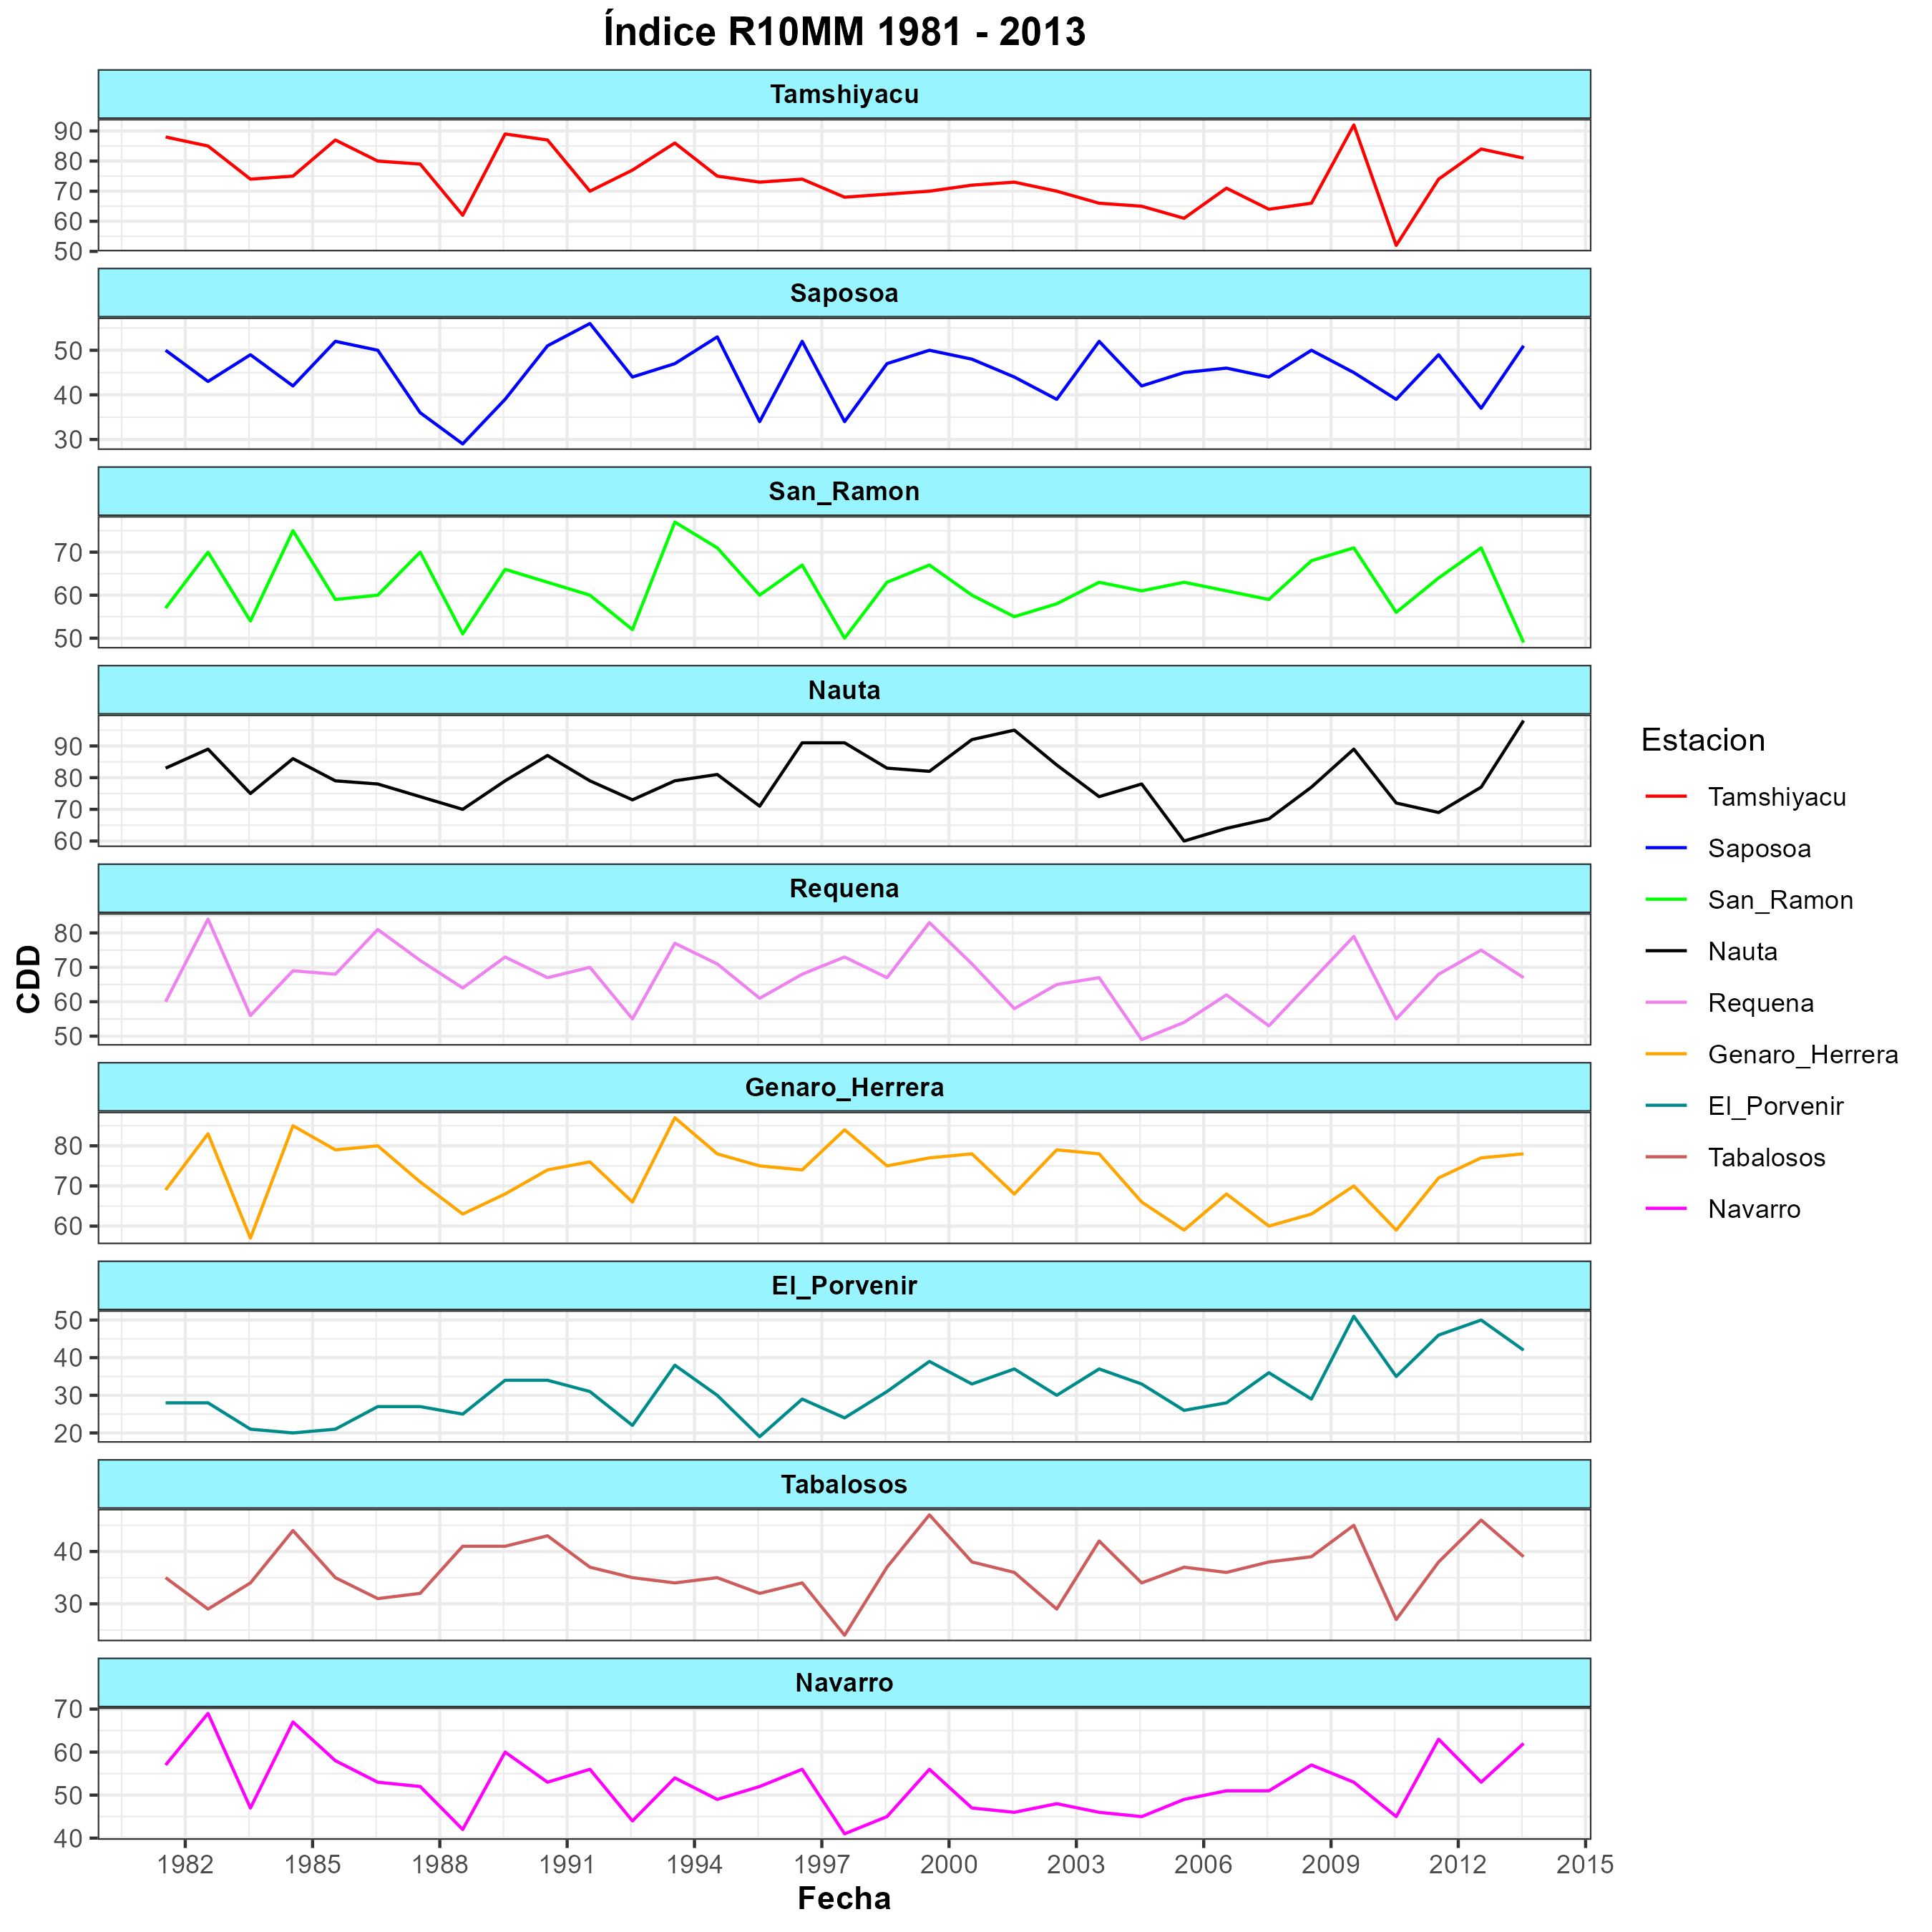 Índice R10MM 1981 - 2013
Tamshiyacu
90
80
70
60
50
Saposoa
50
40
30
San_Ramon
70
60
50
Nauta
90
80
70
60
Requena
80
70
60
50
Genaro_Herrera
80
70
60
El_Porvenir
50
40
30
20
Tabalosos
40
30
Navarro
70
60
50
40
1982 1985 1988 1991 1994 1997 2000 2003 2006 2009 2012 2015
Fecha
CDD
Estacion
Tamshiyacu
Saposoa
San_Ramon
Nauta
Requena
Genaro_Herrera
El_Porvenir
Tabalosos
Navarro